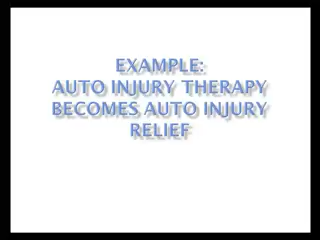 EXAMPLE:
AUTO INJURY THERAPY
BECOMES AUTO INJURY
RELIEF